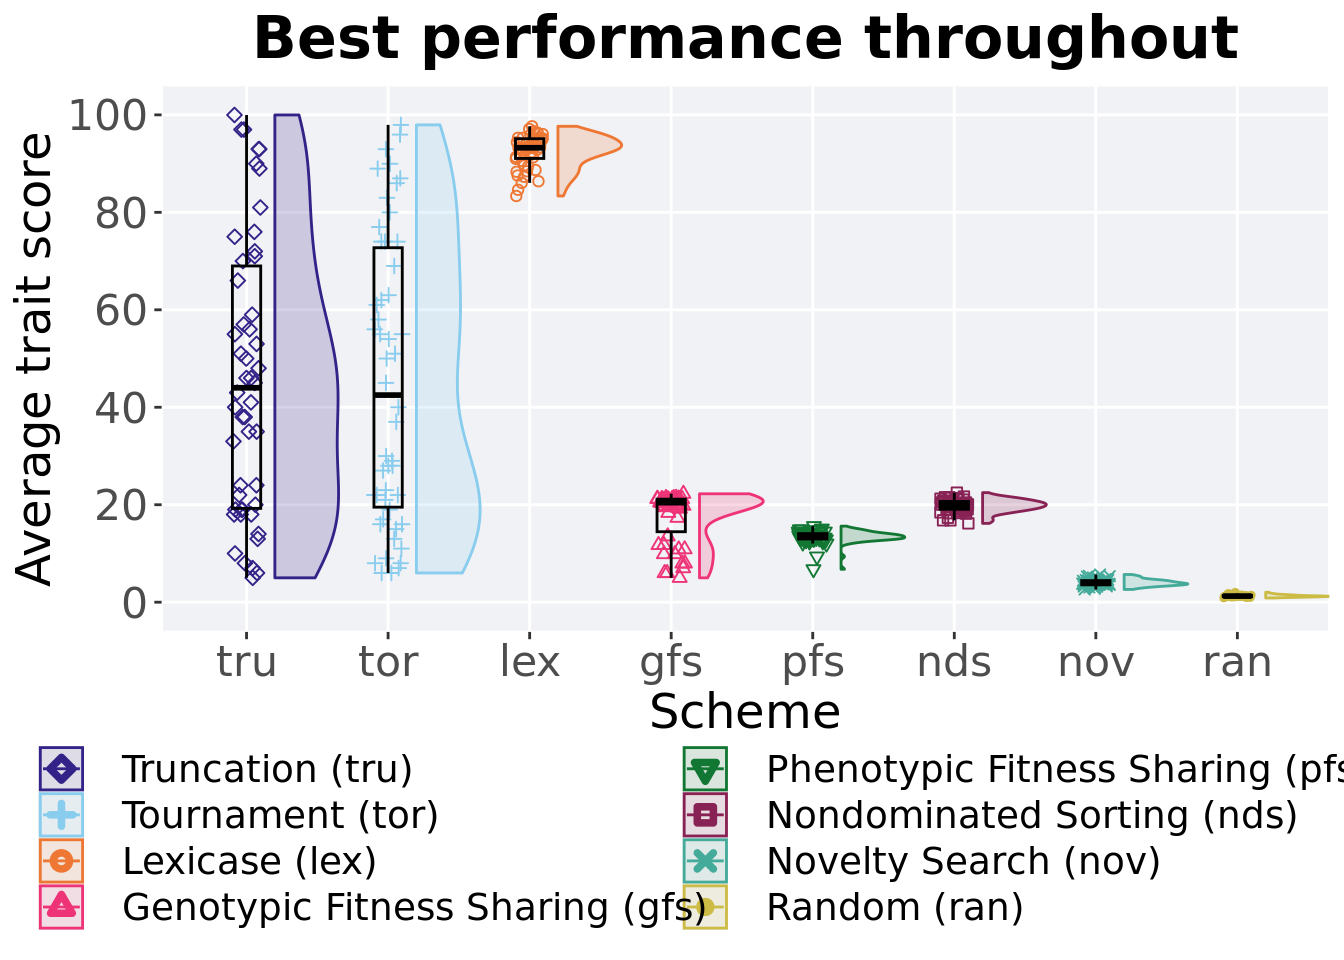 Best performance throughout
Average trait score
100
80
60
40
20
0
tru tor lex gfs pfs nds nov ran
Scheme
Truncation (tru)
Tournament (tor)
Lexicase (lex)
Genotypic Fitness Sharing (gfs)
Phenotypic Fitness Sharing (pfs
Nondominated Sorting (nds)
Novelty Search (nov)
Random (ran)